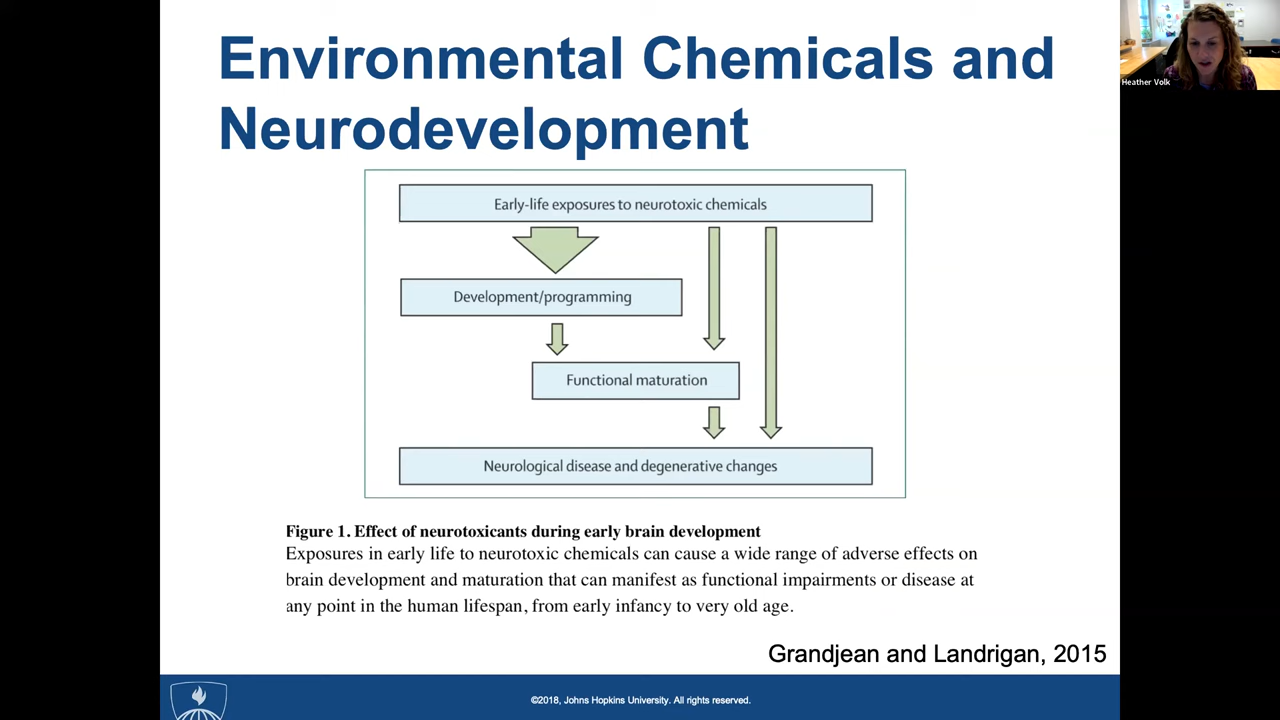 Environmental Chemicals and
Neurodevelopment
Heather Volk
Early-life exposures to neurotoxic chemicals
Development/programming
Functional maturation
Neurological disease and degenerative changes
Figure 1. Effect of neurotoxicants during early brain development
Exposures in early life to neurotoxic chemicals can cause a wide range of adverse effects on
brain development and maturation that can manifest as functional impairments or disease at
any point in the human lifespan, from early infancy to very old age.
Grandjean and Landrigan, 2015
©2018, Johns Hopkins University. All rights reserved.